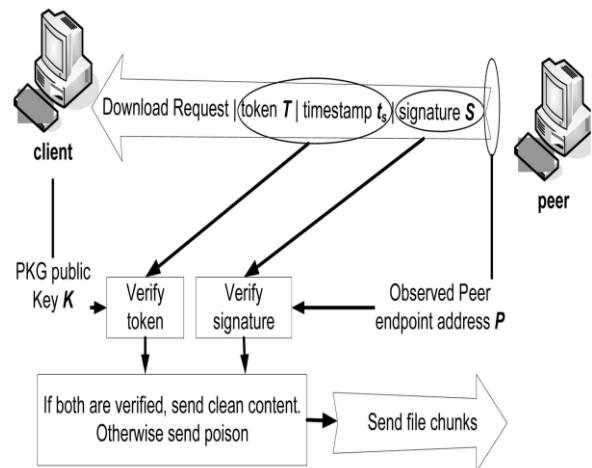 Download Request | token T | timestamp ts | signature S
client
peer
PKG public
Key K
Verify
token
Verify
signature
Observed Peer
endpoint address P
If both are verified, send clean content.
Otherwise send poison
Send file chunks